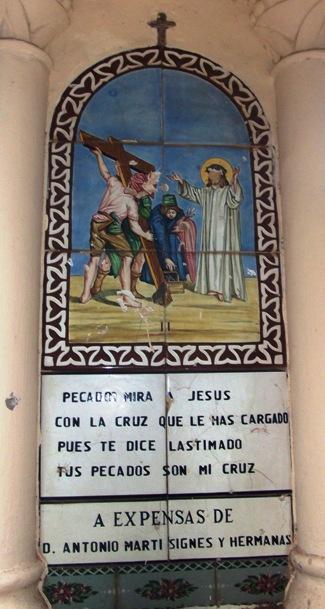 PECADOR MIRA A JESUS
CON LA CRUZ QUE LE HAS CARGADO
PUES TE DICE LASTIMADO
TUS PECADOS SON MI CRUZ
A EXPENSAS DE
D. ANTONIO MARTI SIGNES Y HERMANAS